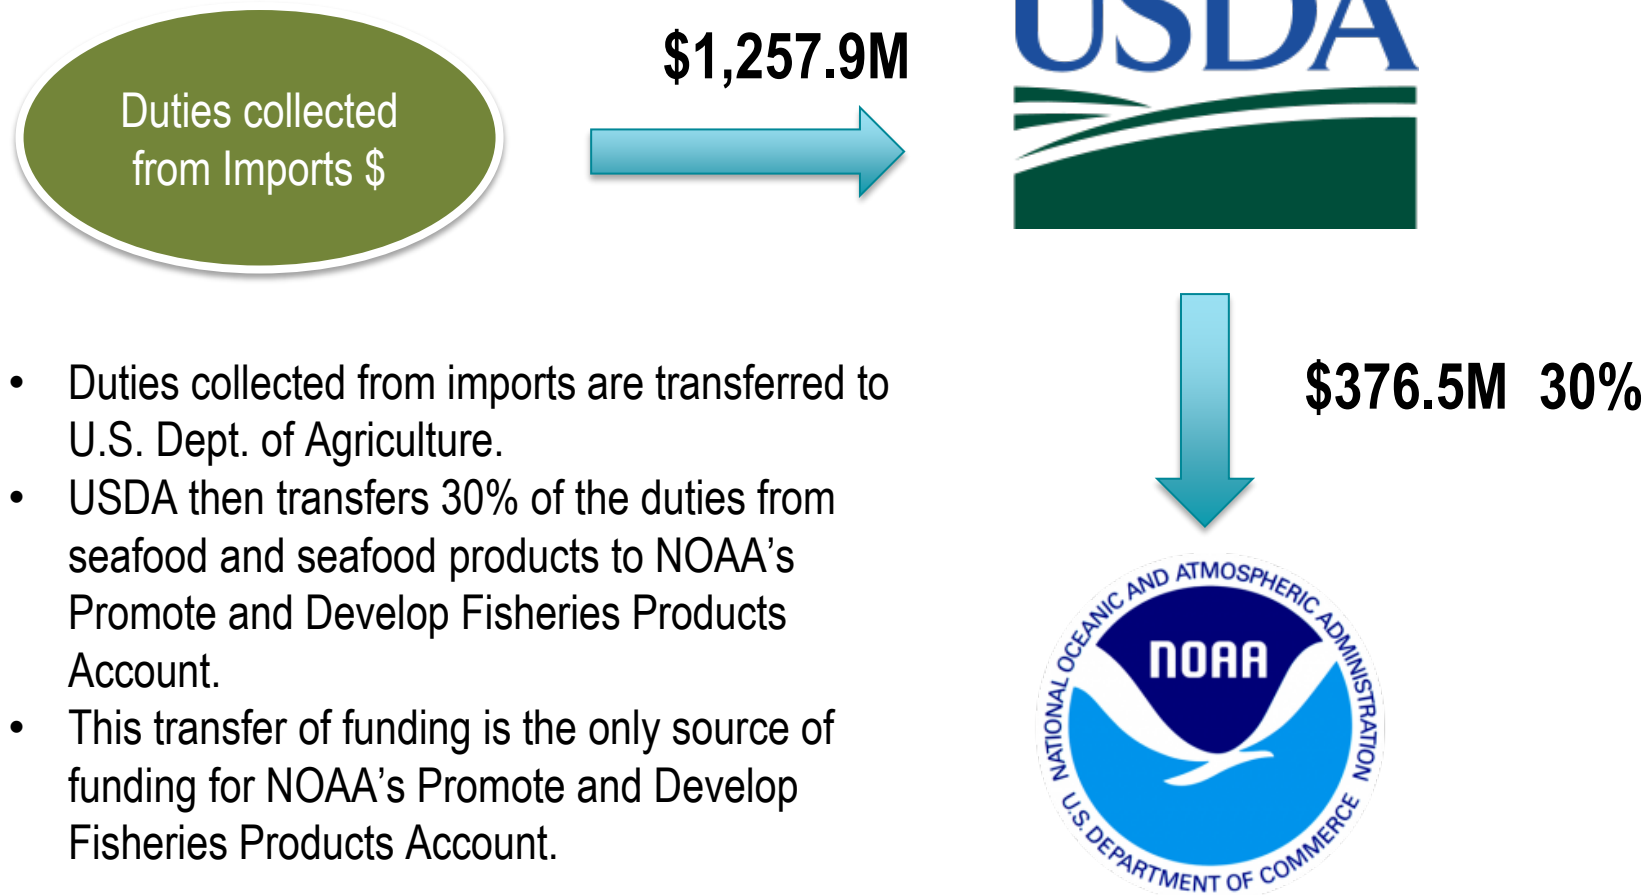 Duties collected
from Imports $
$1,257.9M
USDA
$376.5M 30%
• Duties collected from imports are transferred to
U.S. Dept. of Agriculture.
• USDA then transfers 30% of the duties from
seafood and seafood products to NOAA’s
Promote and Develop Fisheries Products
Account.
• This transfer of funding is the only source of
funding for NOAA’s Promote and Develop
Fisheries Products Account.
NATIONAL OCEANIC AND ATMOSPHERIC ADMINISTRATION
NOAA
U.S. DEPARTMENT OF COMMERCE